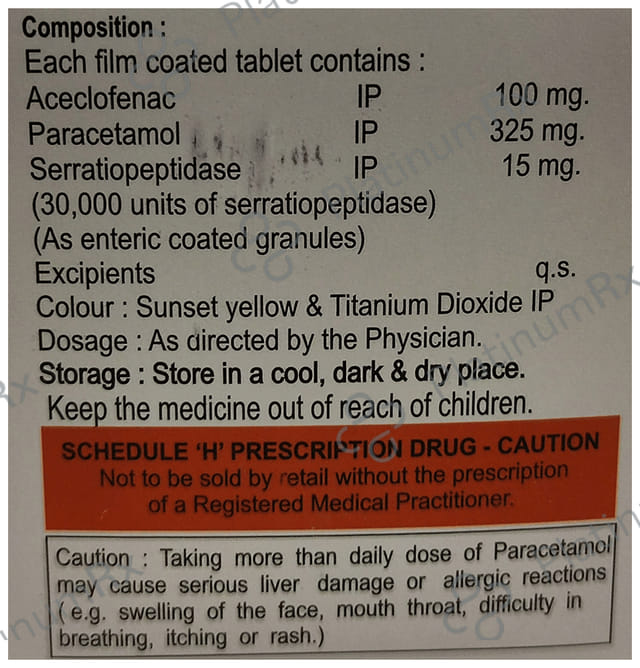 Composition :
Each film coated tablet contains :
Aceclofenac IP 100 mg.
Paracetamol IP 325 mg.
Serratiopeptidase IP 15 mg.
(30,000 units of serratiopeptidase)
(As enteric coated granules)
Excipients q.s.
Colour : Sunset yellow & Titanium Dioxide IP
Dosage : As directed by the Physician.
Storage : Store in a cool, dark & dry place.
Keep the medicine out of reach of children.
SCHEDULE 'H' PRESCRIPTION DRUG - CAUTION
Not to be sold by retail without the prescription
of a Registered Medical Practitioner.
Caution : Taking more than daily dose of Paracetamol
may cause serious liver damage or allergic reactions
( e.g. swelling of the face, mouth throat, difficulty in
breathing, itching or rash.)
PlatinumRx
PlatinumRx